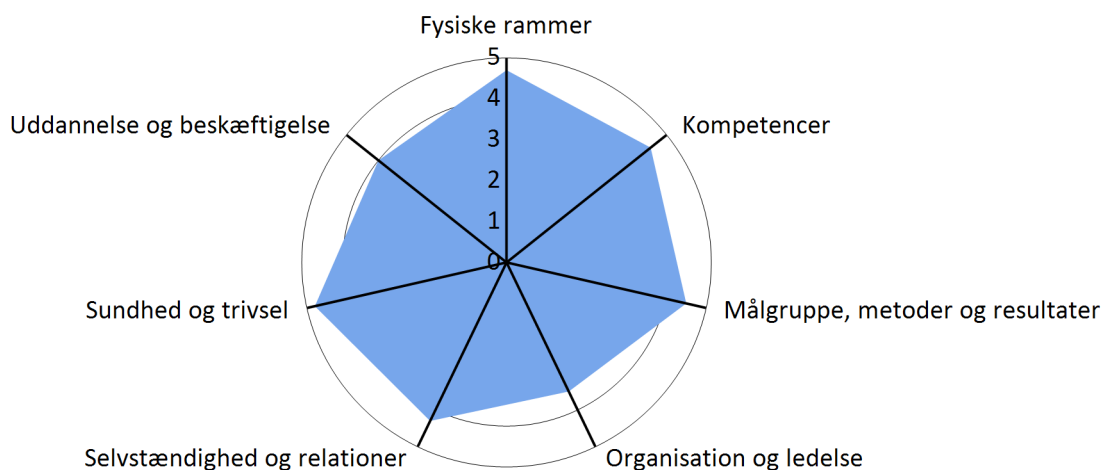 Fysiske rammer
5
4
3
2
1
0
Uddannelse og beskæftigelse
Kompetencer
Sundhed og trivsel
Målgruppe, metoder og resultater
Selvstændighed og relationer
Organisation og ledelse